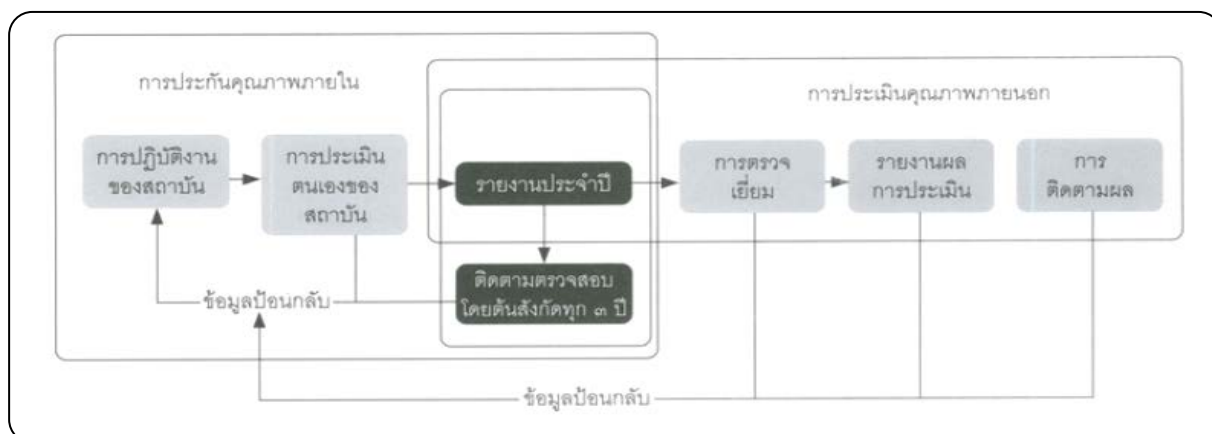 การประกันคุณภาพภายใน
การประเมินคุณภาพภายนอก
การปฏิบัติงาน
ของสถาบัน
การประเมิน
ตนเองของ
สถาบัน
รายงานประจำปี
การตรวจ
เยี่ยม
รายงานผล
การประเมิน
การ
ติดตามผล
ติดตามตรวจสอบ
โดยต้นสังกัดทุก ๓ ปี
ข้อมูลป้อนกลับ
ข้อมูลป้อนกลับ